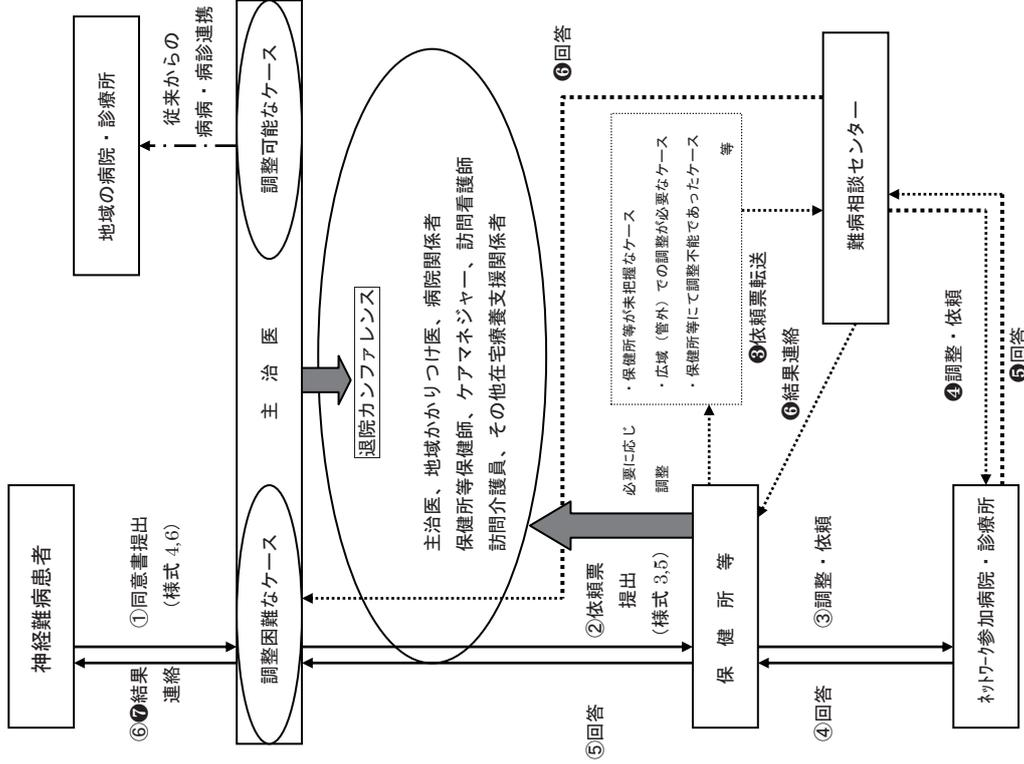 神経難病患者
①同意書提出
（様式 4,6）
⑥❼結果
連絡
地域の病院・診療所
従来からの
病病・病診連携
調整困難なケース
主　治　医
調整可能なケース
退院カンファレンス
主治医、地域かかりつけ医、病院関係者
保健所等保健師、ケアマネジャー、訪問看護師
訪問介護員、その他在宅療養支援関係者
❻回答
②依頼票
提出
（様式 3,5）
⑤回答
必要に応じ
調整
・保健所等が未把握なケース
・広域（管外）での調整が必要なケース
・保健所等にて調整不能であったケース
等
保　健　所　等
❸依頼票転送
❻結果連絡
難病相談センター
③調整・依頼
④回答
❹調整・依頼
❺回答
ﾈｯﾄﾜｰｸ参加病院・診療所